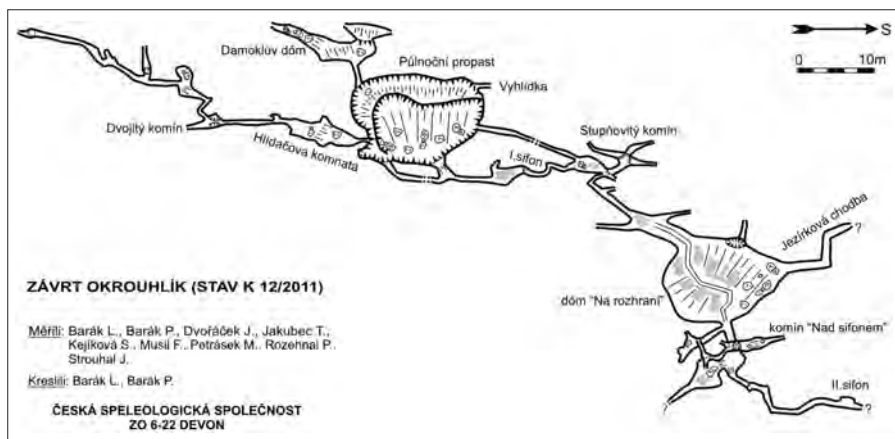 Damoklův dóm
Půlnoční propast
Vyhlídka
S
0 10m
Dvojitý komín
Hlídačova komnata
I.sifon
Stupňovitý komín
Jezírková chodba
?
dóm "Na rozhraní"
komín "Nad sifonem"
II.sifon
?
?
ZÁVRT OKROUHLÍK (STAV K 12/2011)
Měřili: Barák L., Barák P., Dvořáček J., Jakubec T.,
Kejíková S., Musil F., Petrásek M., Rozehnal P.,
Strouhal J.
Kreslili: Barák L., Barák P.
ČESKÁ SPELEOLOGICKÁ SPOLEČNOST
ZO 6-22 DEVON